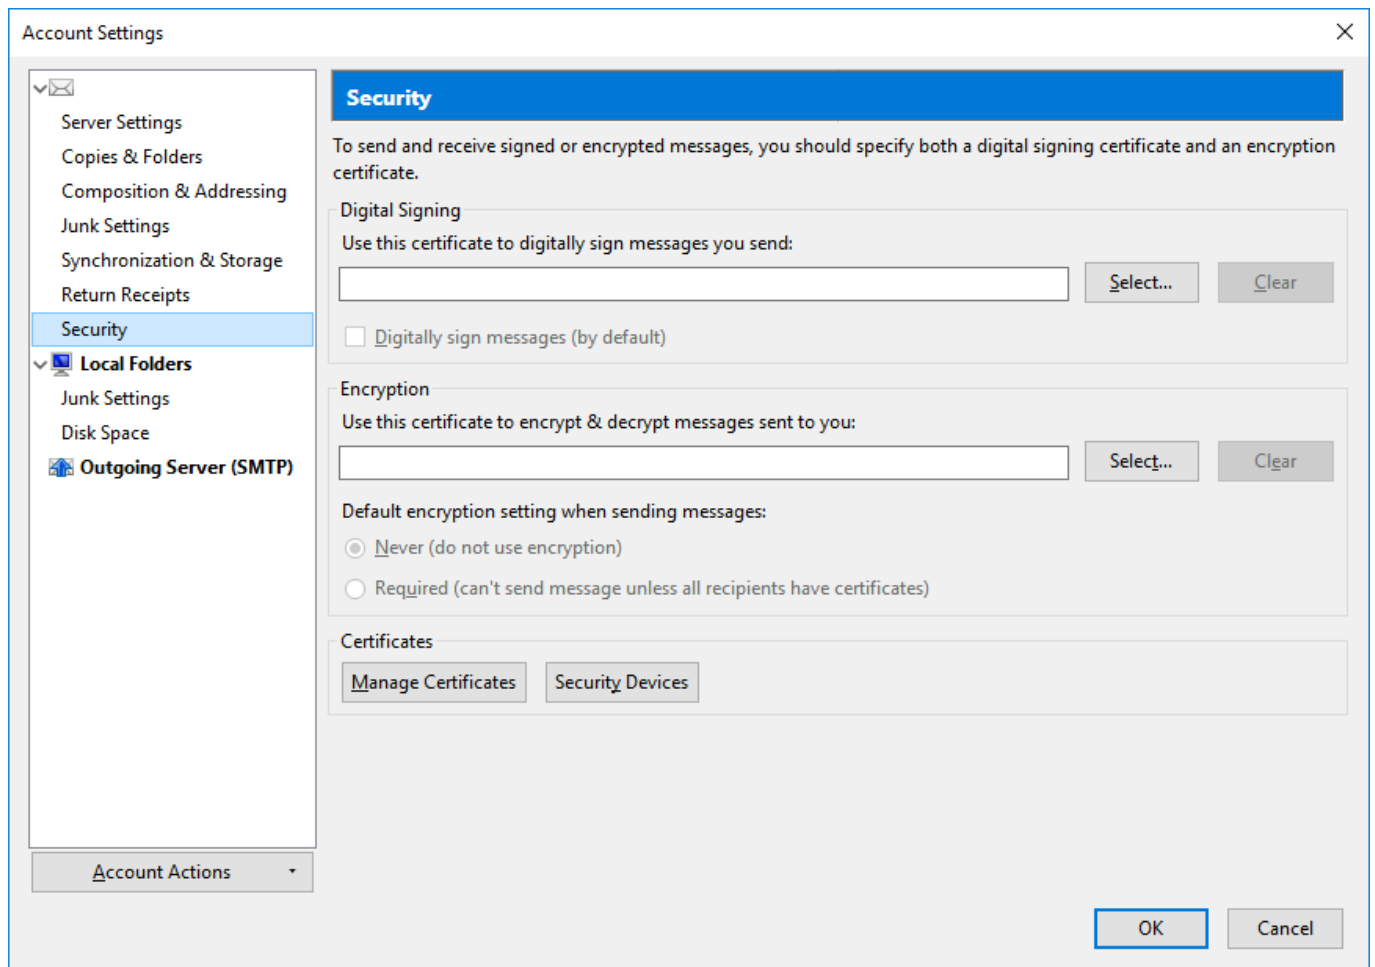 Account Settings
Server Settings
Copies & Folders
Composition & Addressing
Junk Settings
Synchronization & Storage
Return Receipts
Security
Local Folders
Junk Settings
Disk Space
Outgoing Server (SMTP)
Account Actions
Security
To send and receive signed or encrypted messages, you should specify both a digital signing certificate and an encryption
certificate.
Digital Signing
Use this certificate to digitally sign messages you send:
Select... Clear
Digitally sign messages (by default)
Encryption
Use this certificate to encrypt & decrypt messages sent to you:
Select... Clear
Default encryption setting when sending messages:
Never (do not use encryption)
Required (can't send message unless all recipients have certificates)
Certificates
Manage Certificates Security Devices
OK Cancel